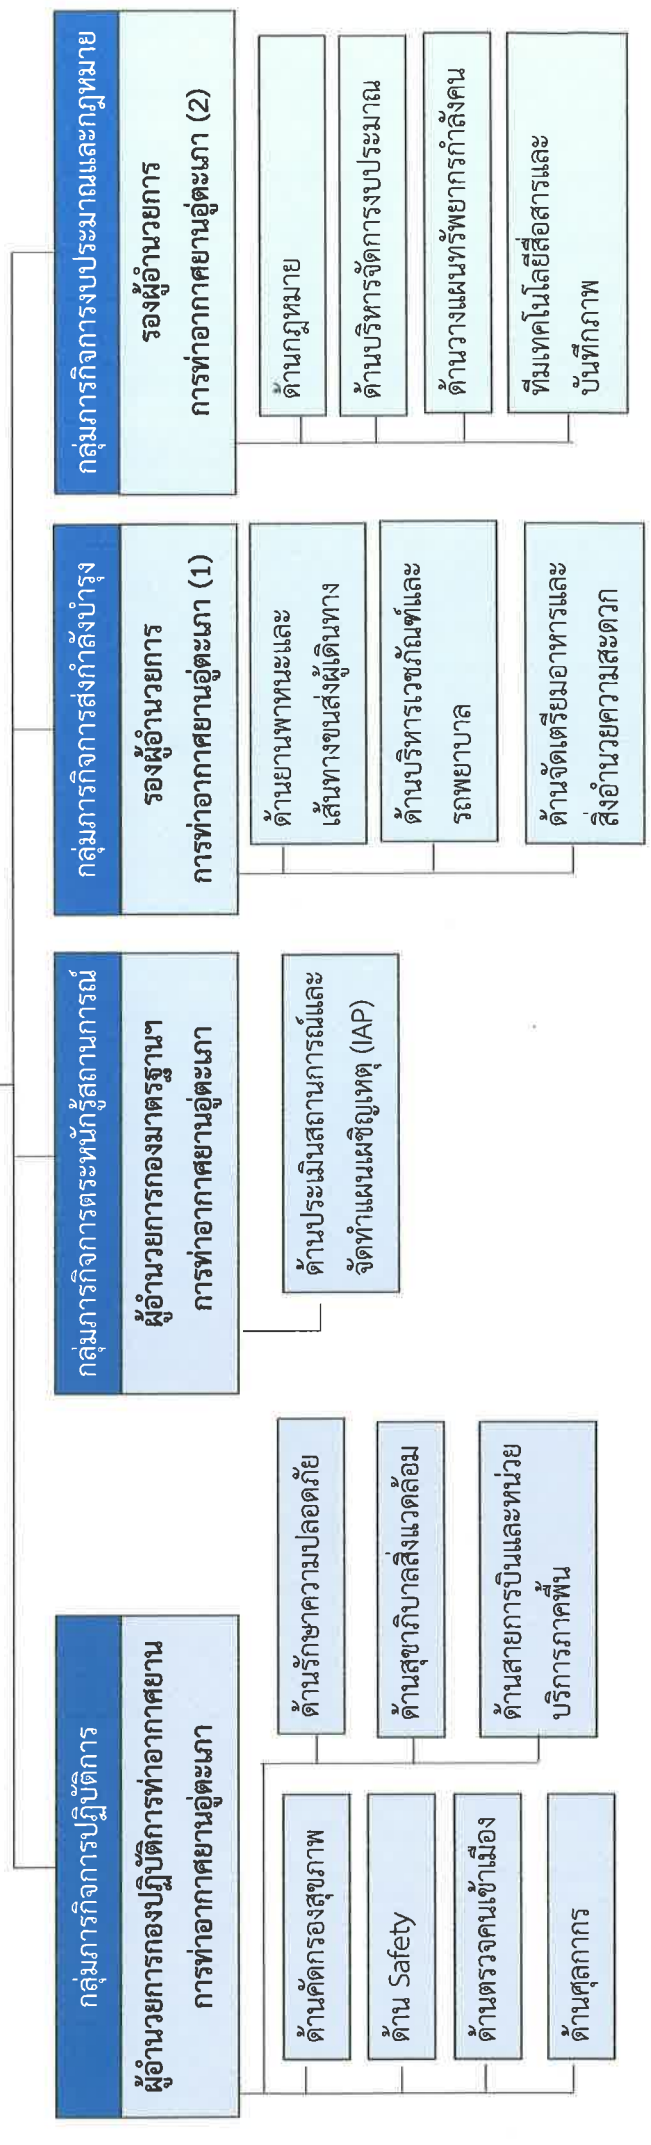 กลุ่มภารกิจการปฏิบัติการ
ผู้อำนวยการกองปฏิบัติการท่าอากาศยาน
การท่าอากาศยานอู่ตะเภา
ด้านคัดกรองสุขภาพ
ด้าน Safety
ด้านตรวจคนเข้าเมือง
ด้านศุลกากร
ด้านรักษาความปลอดภัย
ด้านสุขาภิบาลสิ่งแวดล้อม
ด้านสายการบินและหน่วย
บริการภาคพื้น
กลุ่มภารกิจการตระหนักรู้สถานการณ์
ผู้อำนวยการกองมาตรฐานฯ
การท่าอากาศยานอู่ตะเภา
ด้านประเมินสถานการณ์และ
จัดทำแผนเผชิญเหตุ (IAP)
กลุ่มภารกิจการส่งกำลังบำรุง
รองผู้อำนวยการ
การท่าอากาศยานอู่ตะเภา (1)
ด้านยานพาหนะและ
เส้นทางขนส่งผู้เดินทาง
ด้านบริหารเวชภัณฑ์และ
รถพยาบาล
ด้านจัดเตรียมอาหารและ
สิ่งอำนวยความสะดวก
กลุ่มภารกิจการงบประมาณและกฎหมาย
รองผู้อำนวยการ
การท่าอากาศยานอู่ตะเภา (2)
ด้านกฎหมาย
ด้านบริหารจัดการงบประมาณ
ด้านวางแผนทรัพยากรกำลังคน
ทีมเทคโนโลยีสื่อสารและ
บันทึกภาพ